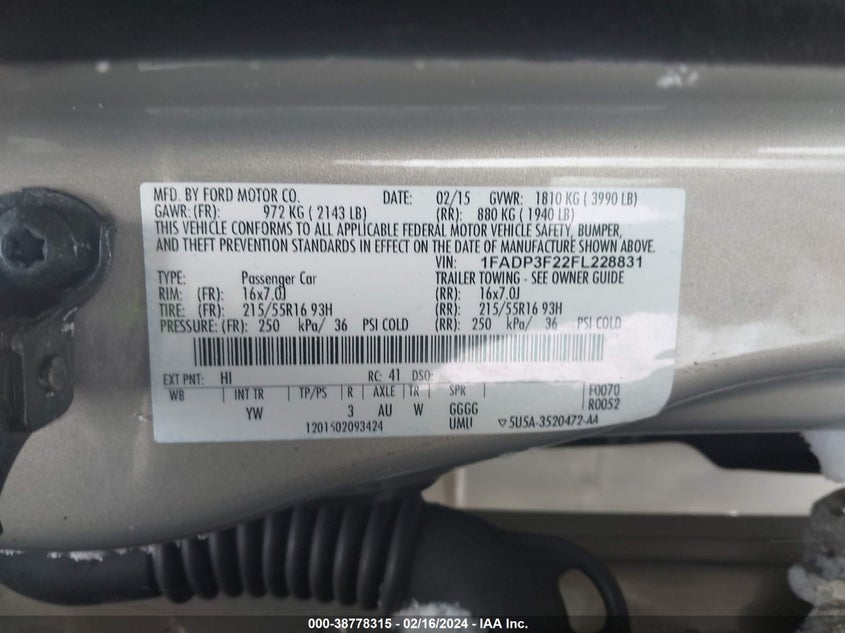 MFD. BY FORD MOTOR CO. DATE: 02/15 GVWR: 1810 KG ( 3990 LB)
GAWR: (FR): 972 KG ( 2143 LB) (RR): 880 KG ( 1940 LB)
THIS VEHICLE CONFORMS TO ALL APPLICABLE FEDERAL MOTOR VEHICLE SAFETY, BUMPER,
AND THEFT PREVENTION STANDARDS IN EFFECT ON THE DATE OF MANUFACTURE SHOWN ABOVE.
VIN: 1FADP3F22FL228831
TYPE: Passenger Car TRAILER TOWING - SEE OWNER GUIDE
RIM: (FR): 16x7.0J (RR): 16x7.0J
TIRE: (FR): 215/55R16 93H (RR): 215/55R16 93H
PRESSURE: (FR): 250 kPa/ 36 PSI COLD (RR): 250 kPa/ 36 PSI COLD
EXT PNT: HI RC: 41 DSO:
WB INT TR TP/PS R AXLE TR SPR F0070
YW 3 AU W GGGG R0052
1201502093424 UMU ▽5U5A-3520472-AA
000-38778315 - 02/16/2024 - IAA Inc.